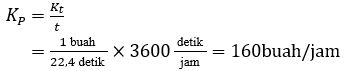 K_P = K_t / t
= 1 buah / 22,4 detik × 3600 detik / jam = 160buah/jam